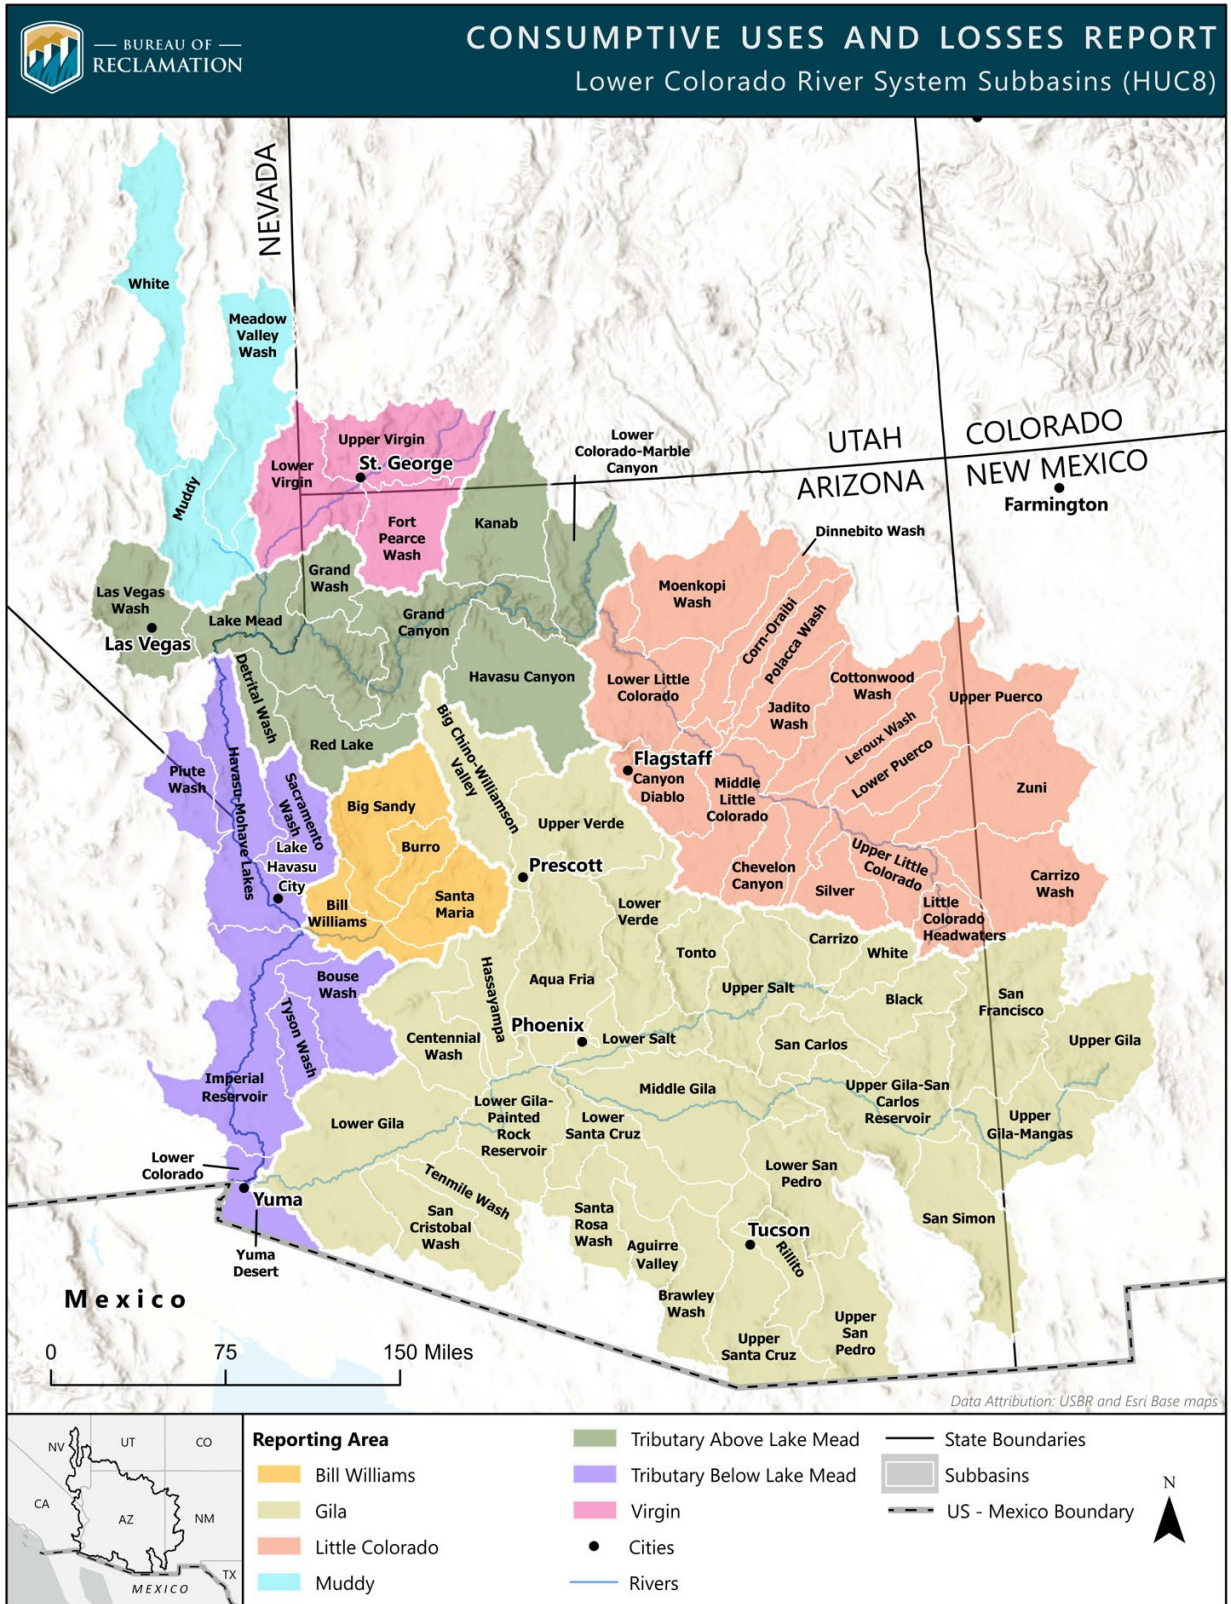 BUREAU OF
RECLAMATION
CONSUMPTIVE USES AND LOSSES REPORT
Lower Colorado River System Subbasins (HUC8)
NEVADA
White
Meadow
Valley
Wash
Muddy
UTAH
COLORADO
ARIZONA
NEW MEXICO
Farmington
Lower
Colorado-Marble
Canyon
Upper Virgin
St. George
Lower
Virgin
Fort
Pearce
Wash
Kanab
Dinnebito Wash
Las Vegas
Wash
Las Vegas
Lake Mead
Grand
Wash
Grand
Canyon
Havasu Canyon
Detrital Wash
Red Lake
Moenkopi
Wash
Corn-Oraibi
Polacca Wash
Lower Little
Colorado
Jadito
Wash
Cottonwood
Wash
Upper Puerco
Leroux Wash
Lower Puerco
Zuni
Flagstaff
Canyon
Diablo
Middle
Little
Colorado
Chevelon
Canyon
Silver
Upper Little
Colorado
Little
Colorado
Headwaters
Carrizo
Wash
Piute
Wash
Havasu-Mohave Lakes
Sacramento
Wash
Lake
Havasu
City
Big Sandy
Burro
Santa
Maria
Bill
Williams
Big Chino-Williamson
Valley
Upper Verde
Prescott
Lower
Verde
Tonto
Carrizo
White
Upper Salt
Black
San
Francisco
Upper Gila
Bouse
Wash
Tyson Wash
Imperial
Reservoir
Hassayampa
Aqua Fria
Phoenix
Centennial
Wash
Lower Salt
San Carlos
Middle Gila
Upper Gila-San
Carlos
Reservoir
Upper
Gila-Mangas
Lower Gila
Lower Gila-
Painted
Rock
Reservoir
Lower
Santa Cruz
Lower San
Pedro
Lower
Colorado
Yuma
Yuma
Desert
Tenmile Wash
San
Cristobal
Wash
Santa
Rosa
Wash
Aguirre
Valley
Tucson
Rillito
San Simon
Brawley
Wash
Upper
Santa Cruz
Upper
San
Pedro
Mexico
0 75 150 Miles
Data Attribution: USBR and Esri Base maps
NV UT CO
CA AZ NM
TX
MEXICO
Reporting Area
Bill Williams
Gila
Little Colorado
Muddy
Tributary Above Lake Mead
Tributary Below Lake Mead
Virgin
Cities
Rivers
State Boundaries
Subbasins
US - Mexico Boundary
N